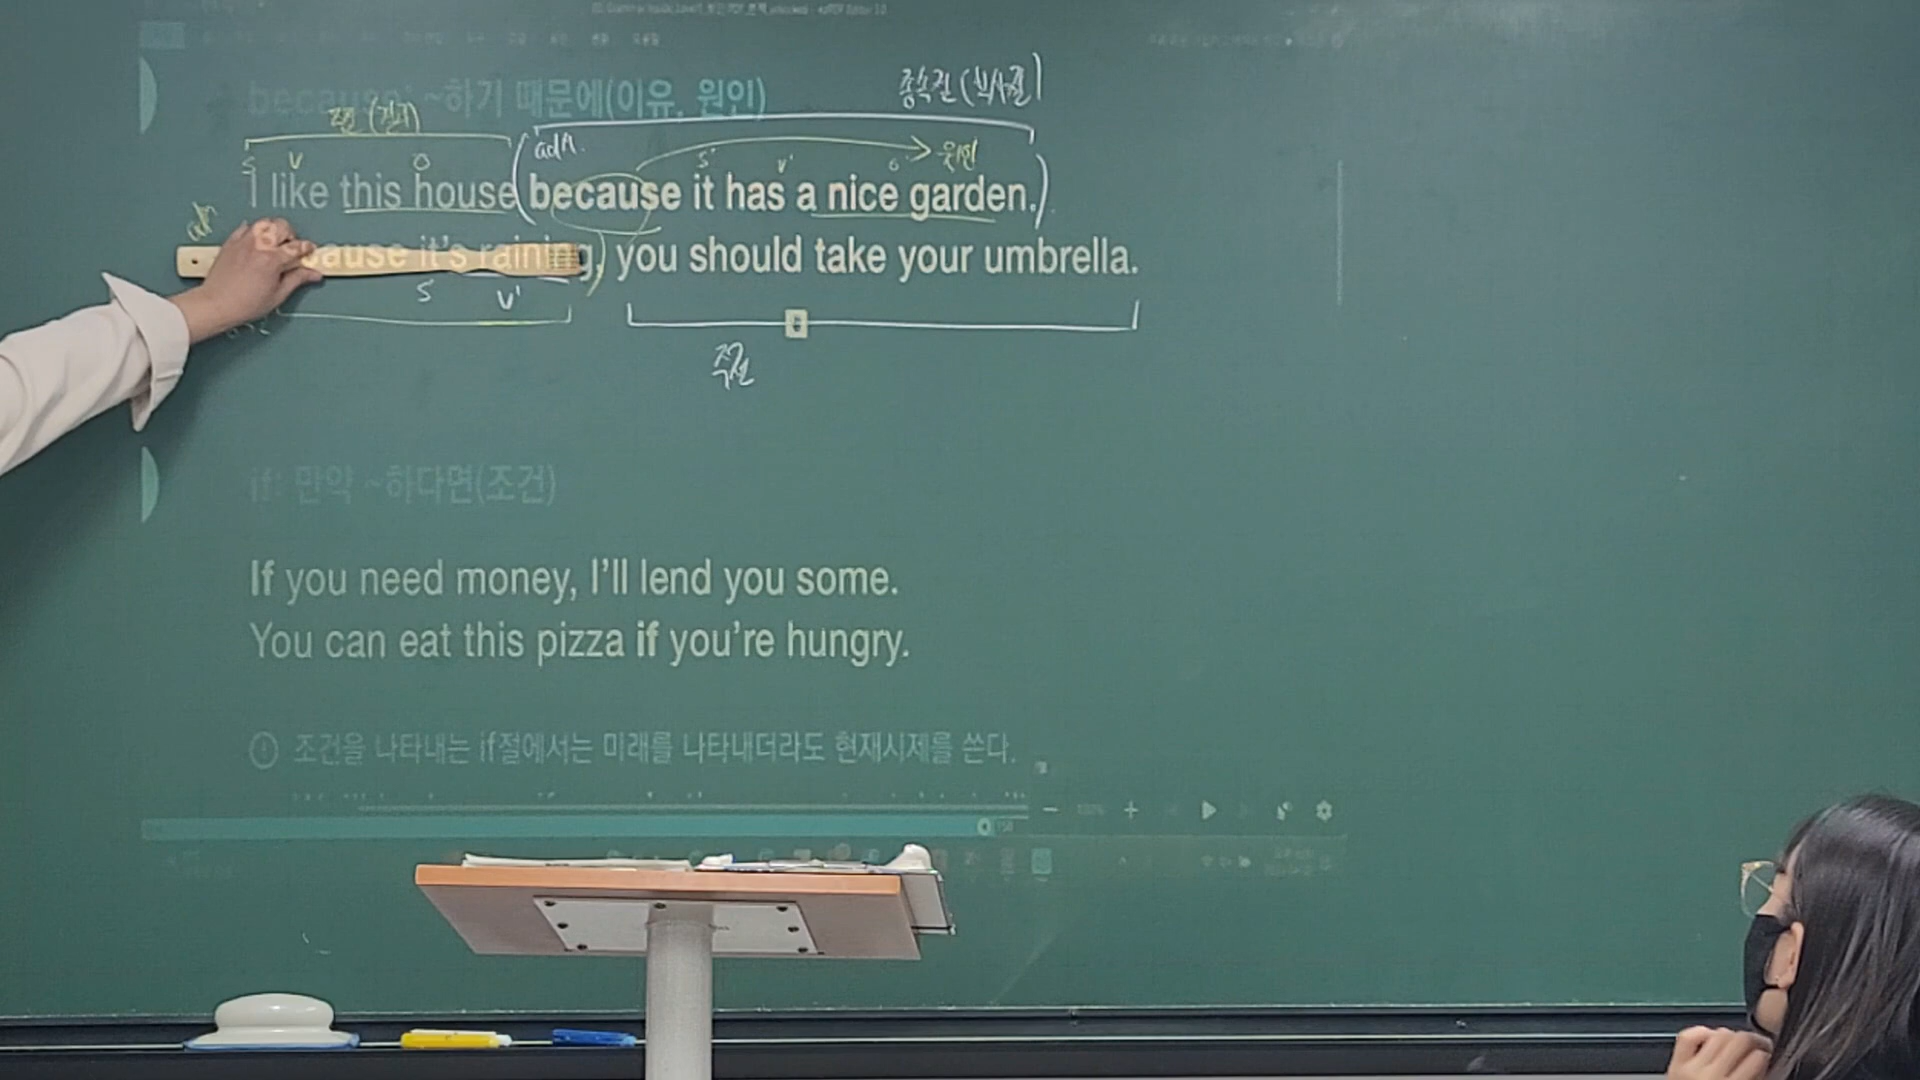 because: ~하기 때문에(이유, 원인)
종속절 (부사절)
주절 (결과)
S V O
S' V' O' 원인
I like this house (because it has a nice garden.)
cause it's raining, you should take your umbrella.
S' V'
주절
if: 만약 ~하다면(조건)
If you need money, I'll lend you some.
You can eat this pizza if you're hungry.
! 조건을 나타내는 if절에서는 미래를 나타내더라도 현재시제를 쓴다.